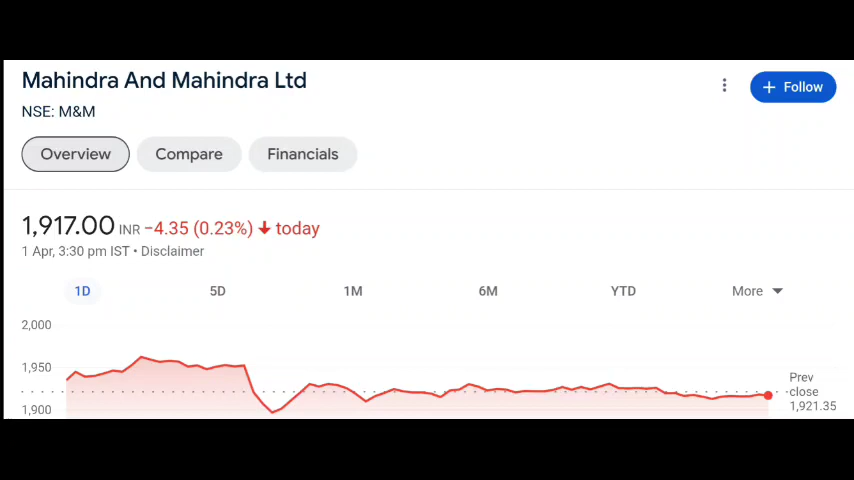 Mahindra And Mahindra Ltd
+ Follow
NSE: M&M
Overview Compare Financials
1,917.00 INR −4.35 (0.23%) ↓ today
1 Apr, 3:30 pm IST • Disclaimer
1D 5D 1M 6M YTD More
2,000
1,950
1,900
Prev
close
1,921.35